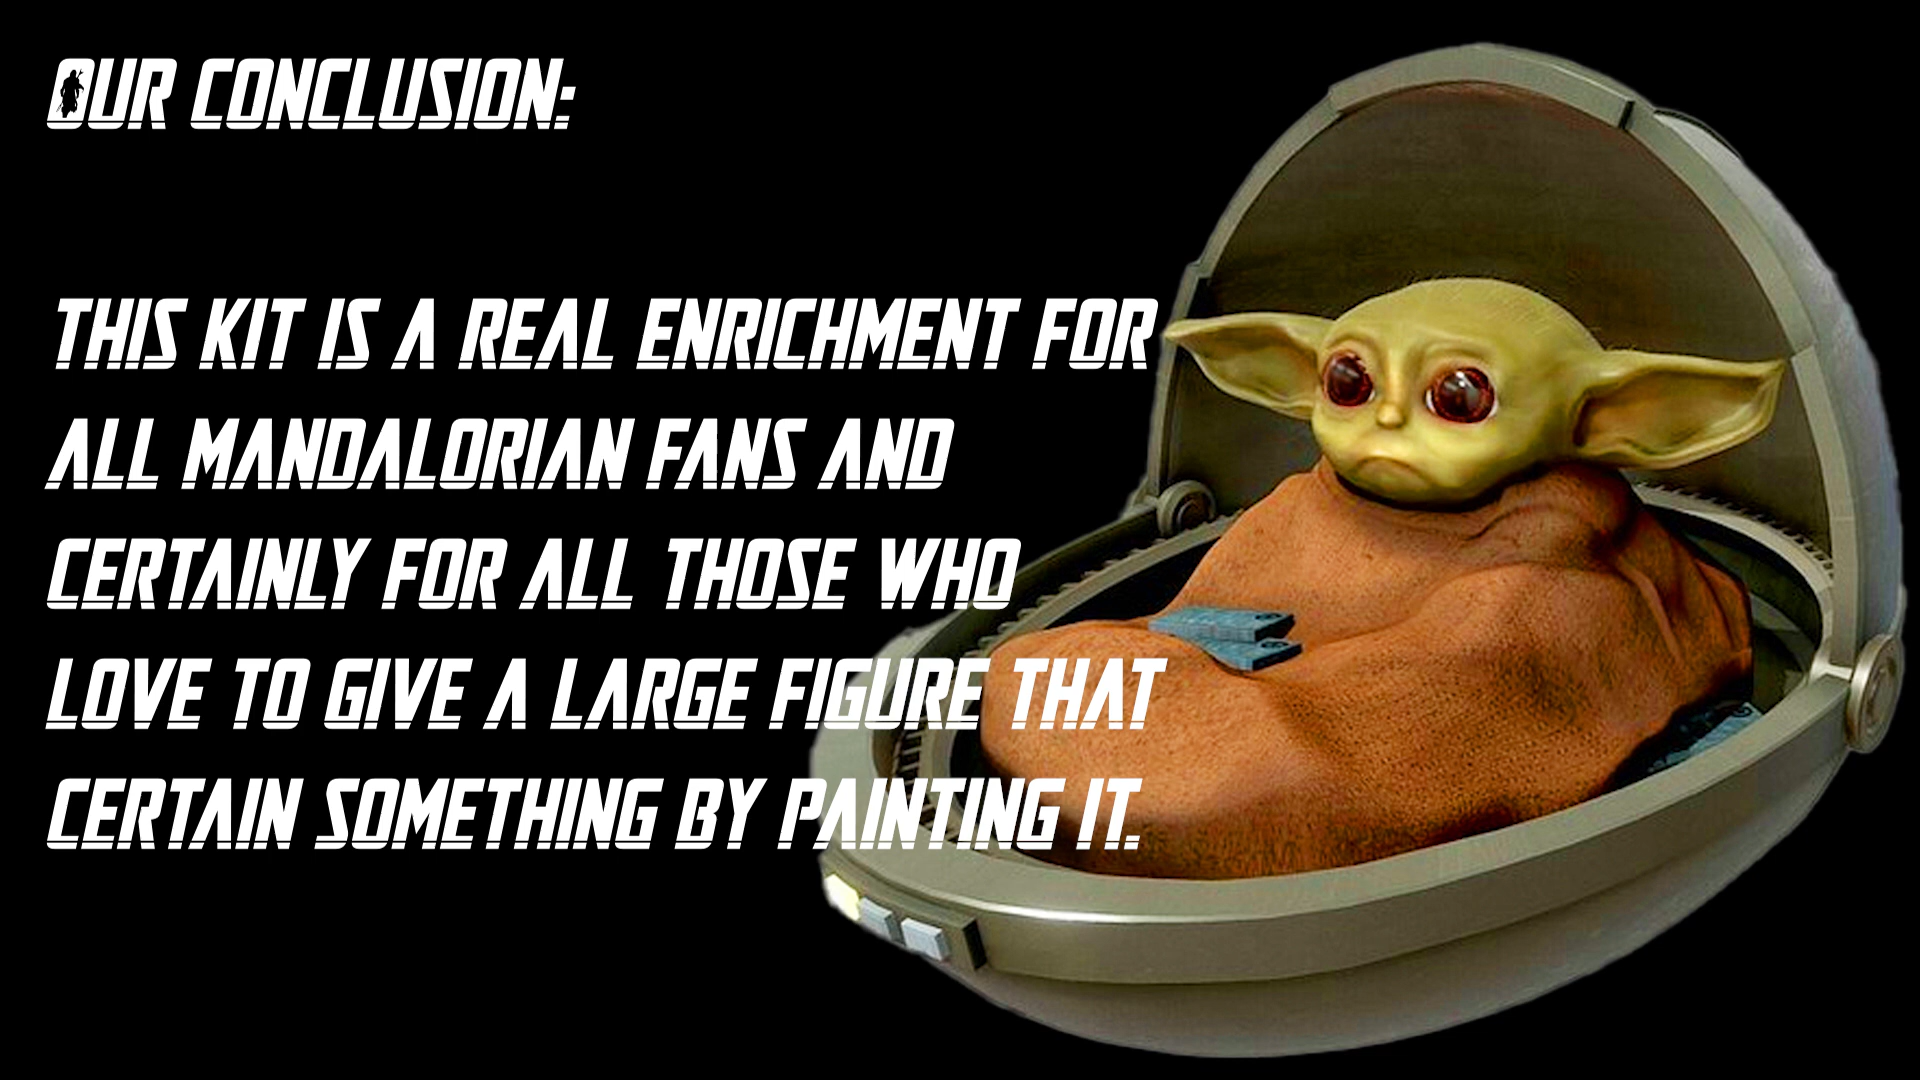 OUR CONCLUSION:
THIS KIT IS A REAL ENRICHMENT FOR
ALL MANDALORIAN FANS AND
CERTAINLY FOR ALL THOSE WHO
LOVE TO GIVE A LARGE FIGURE THAT
CERTAIN SOMETHING BY PAINTING IT.